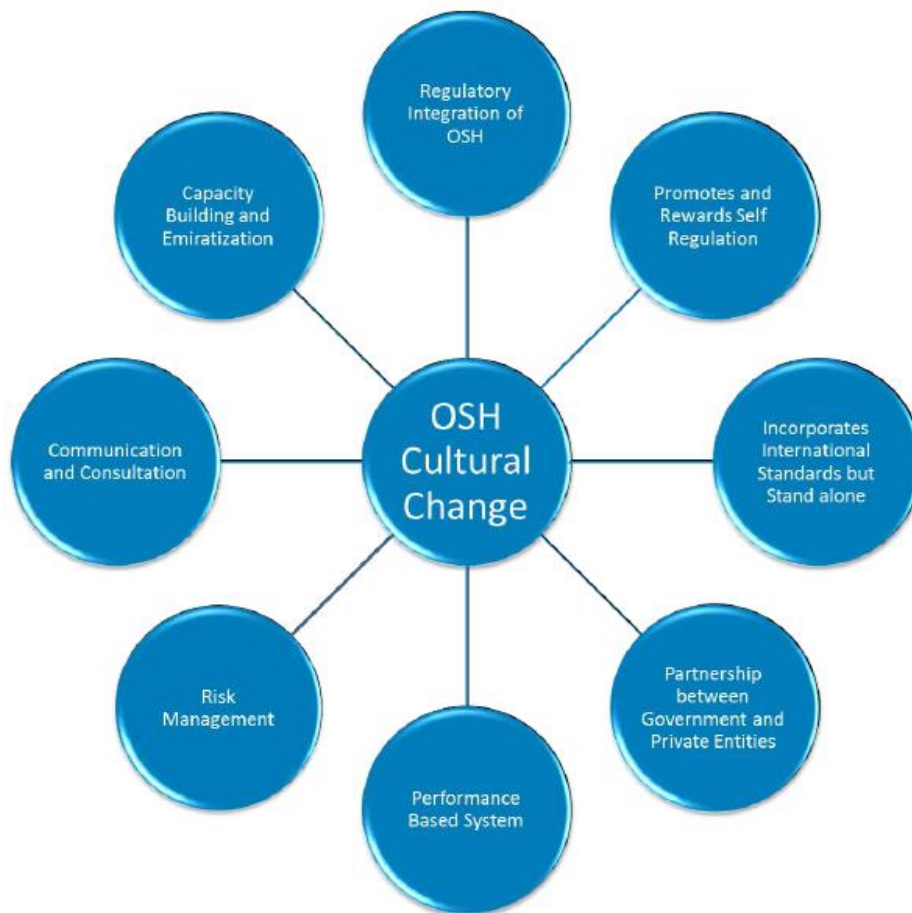 Regulatory
Integration of
OSH
Promotes and
Rewards Self
Regulation
Incorporates
International
Standards but
Stand alone
Partnership
between
Government and
Private Entities
Performance
Based System
Risk
Management
Communication
and Consultation
Capacity
Building and
Emiratization
OSH
Cultural
Change